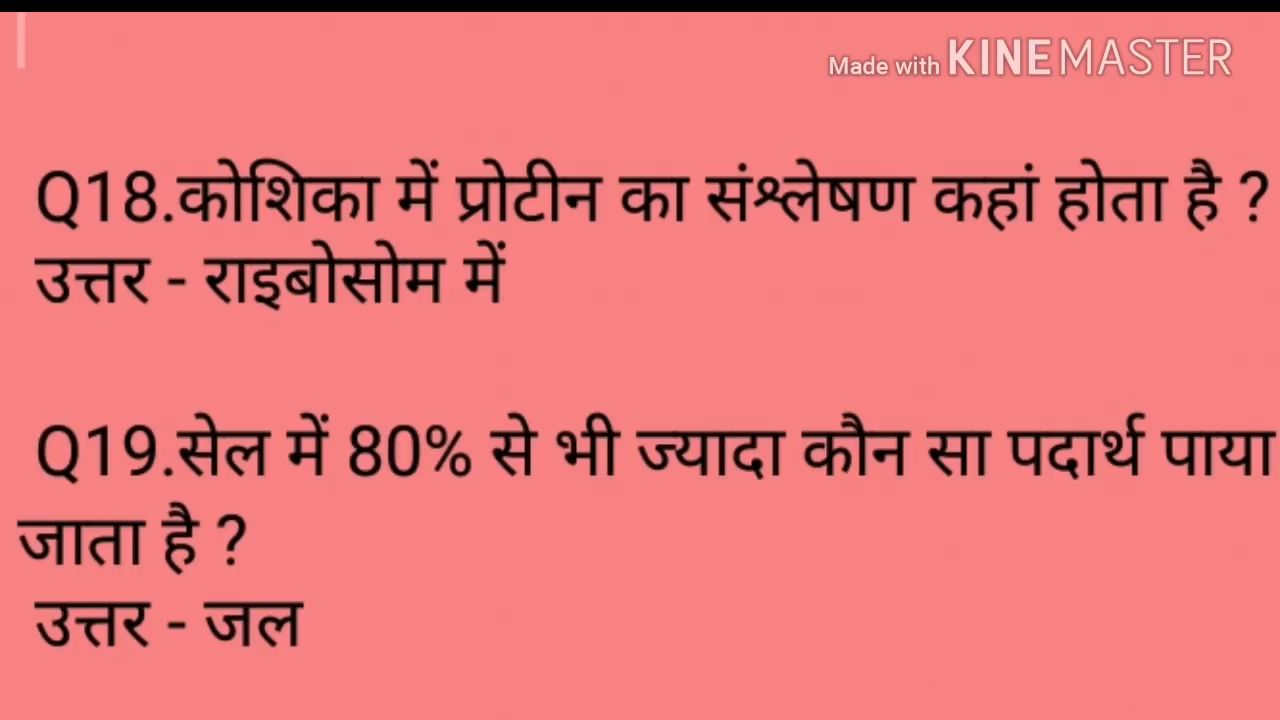 Made with KINEMASTER
Q18.कोशिका में प्रोटीन का संश्लेषण कहां होता है ?
उत्तर - राइबोसोम में
Q19.सेल में 80% से भी ज्यादा कौन सा पदार्थ पाया
जाता है ?
उत्तर - जल